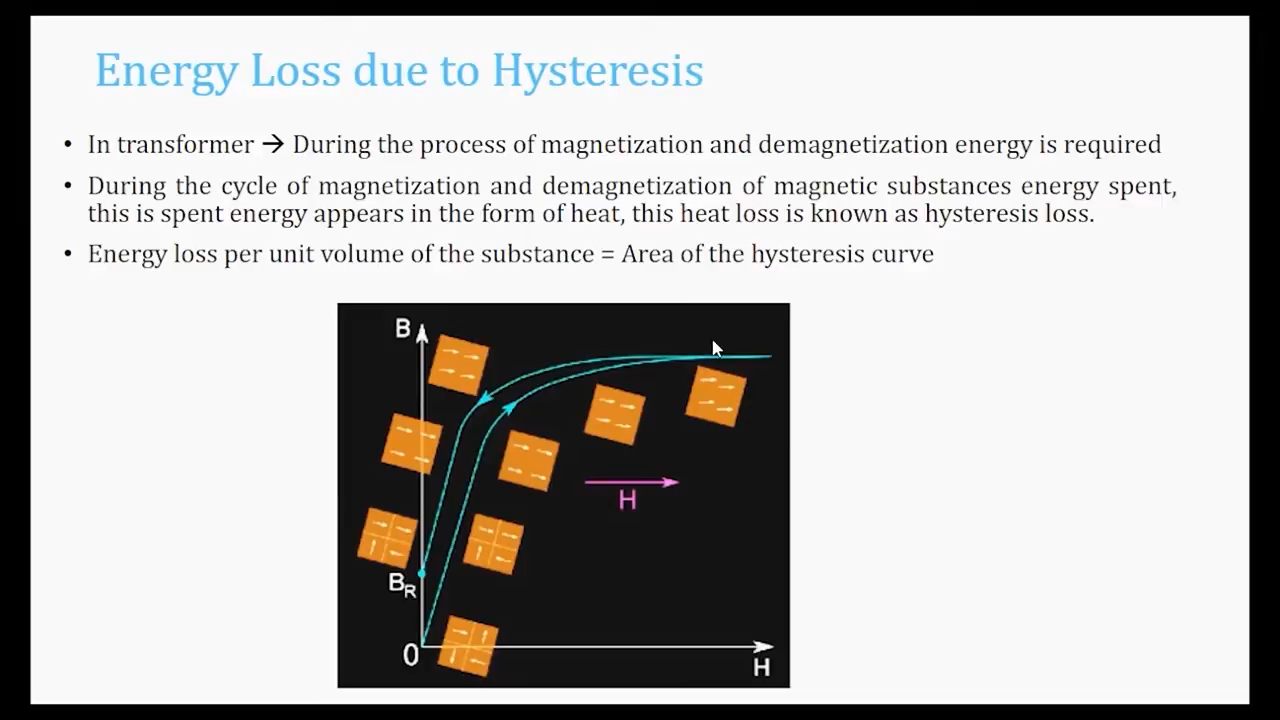 Energy Loss due to Hysteresis
• In transformer → During the process of magnetization and demagnetization energy is required
• During the cycle of magnetization and demagnetization of magnetic substances energy spent,
this is spent energy appears in the form of heat, this heat loss is known as hysteresis loss.
• Energy loss per unit volume of the substance = Area of the hysteresis curve
B
H
BR
0
H